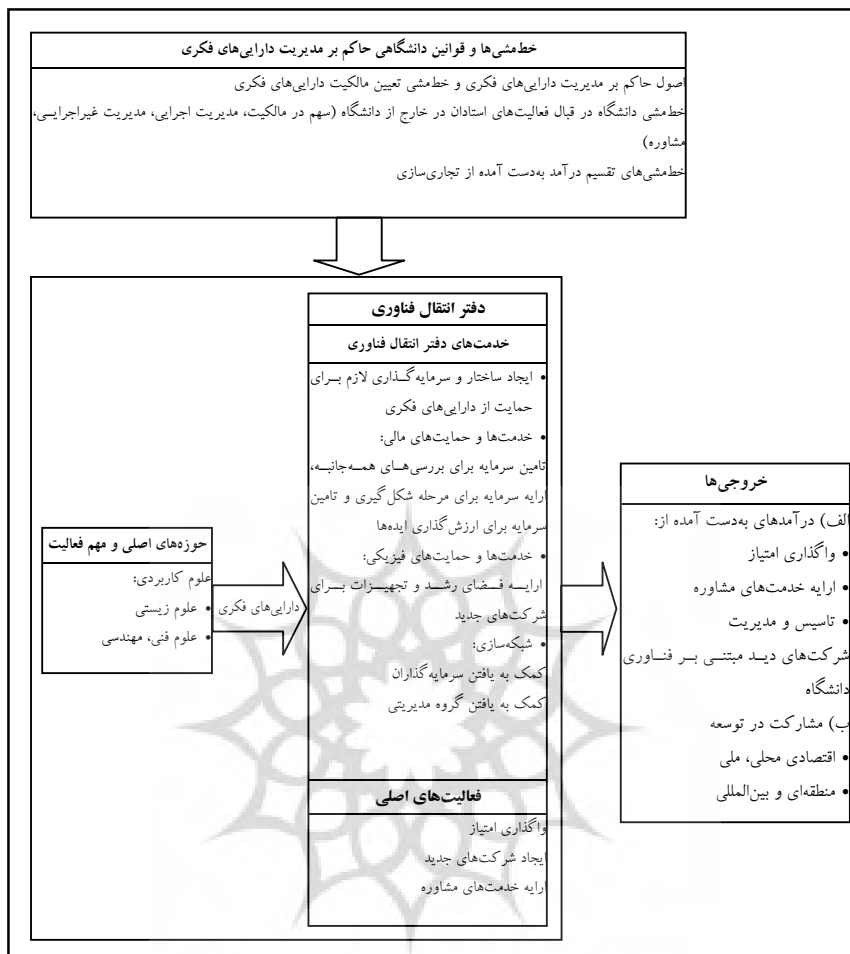 خط‌مشی‌ها و قوانین دانشگاهی حاکم بر مدیریت دارایی‌های فکری
اصول حاکم بر مدیریت دارایی‌های فکری و خط‌مشی تعیین مالکیت دارایی‌های فکری
خط‌مشی دانشگاه در قبال فعالیت‌های استادان در خارج از دانشگاه (سهم در مالکیت، مدیریت اجرایی، مدیریت غیراجرایی،
مشاوره)
خط‌مشی‌های تقسیم درآمد به‌دست آمده از تجاری‌سازی
حوزه‌های اصلی و مهم فعالیت
علوم کاربردی:
• علوم زیستی
• علوم فنی، مهندسی
دارایی‌های فکری
دفتر انتقال فناوری
خدمت‌های دفتر انتقال فناوری
• ایجاد ساختار و سرمایه‌گذاری لازم برای
حمایت از دارایی‌های فکری
• خدمت‌ها و حمایت‌های مالی:
تامین سرمایه برای بررسی‌های همه‌جانبه،
ارایه سرمایه برای مرحله شکل‌گیری و تامین
سرمایه برای ارزش‌گذاری ایده‌ها
• خدمت‌ها و حمایت‌های فیزیکی:
ارایه فضای رشد و تجهیزات برای
شرکت‌های جدید
• شبکه‌سازی:
کمک به یافتن سرمایه‌گذاران
کمک به یافتن گروه مدیریتی
فعالیت‌های اصلی
واگذاری امتیاز
ایجاد شرکت‌های جدید
ارایه خدمت‌های مشاوره
خروجی‌ها
الف) درآمدهای به‌دست آمده از:
• واگذاری امتیاز
• ارایه خدمت‌های مشاوره
• تاسیس و مدیریت
شرکت‌های دید مبتنی بر فناوری
دانشگاه
ب) مشارکت در توسعه
• اقتصادی محلی، ملی
• منطقه‌ای و بین‌المللی